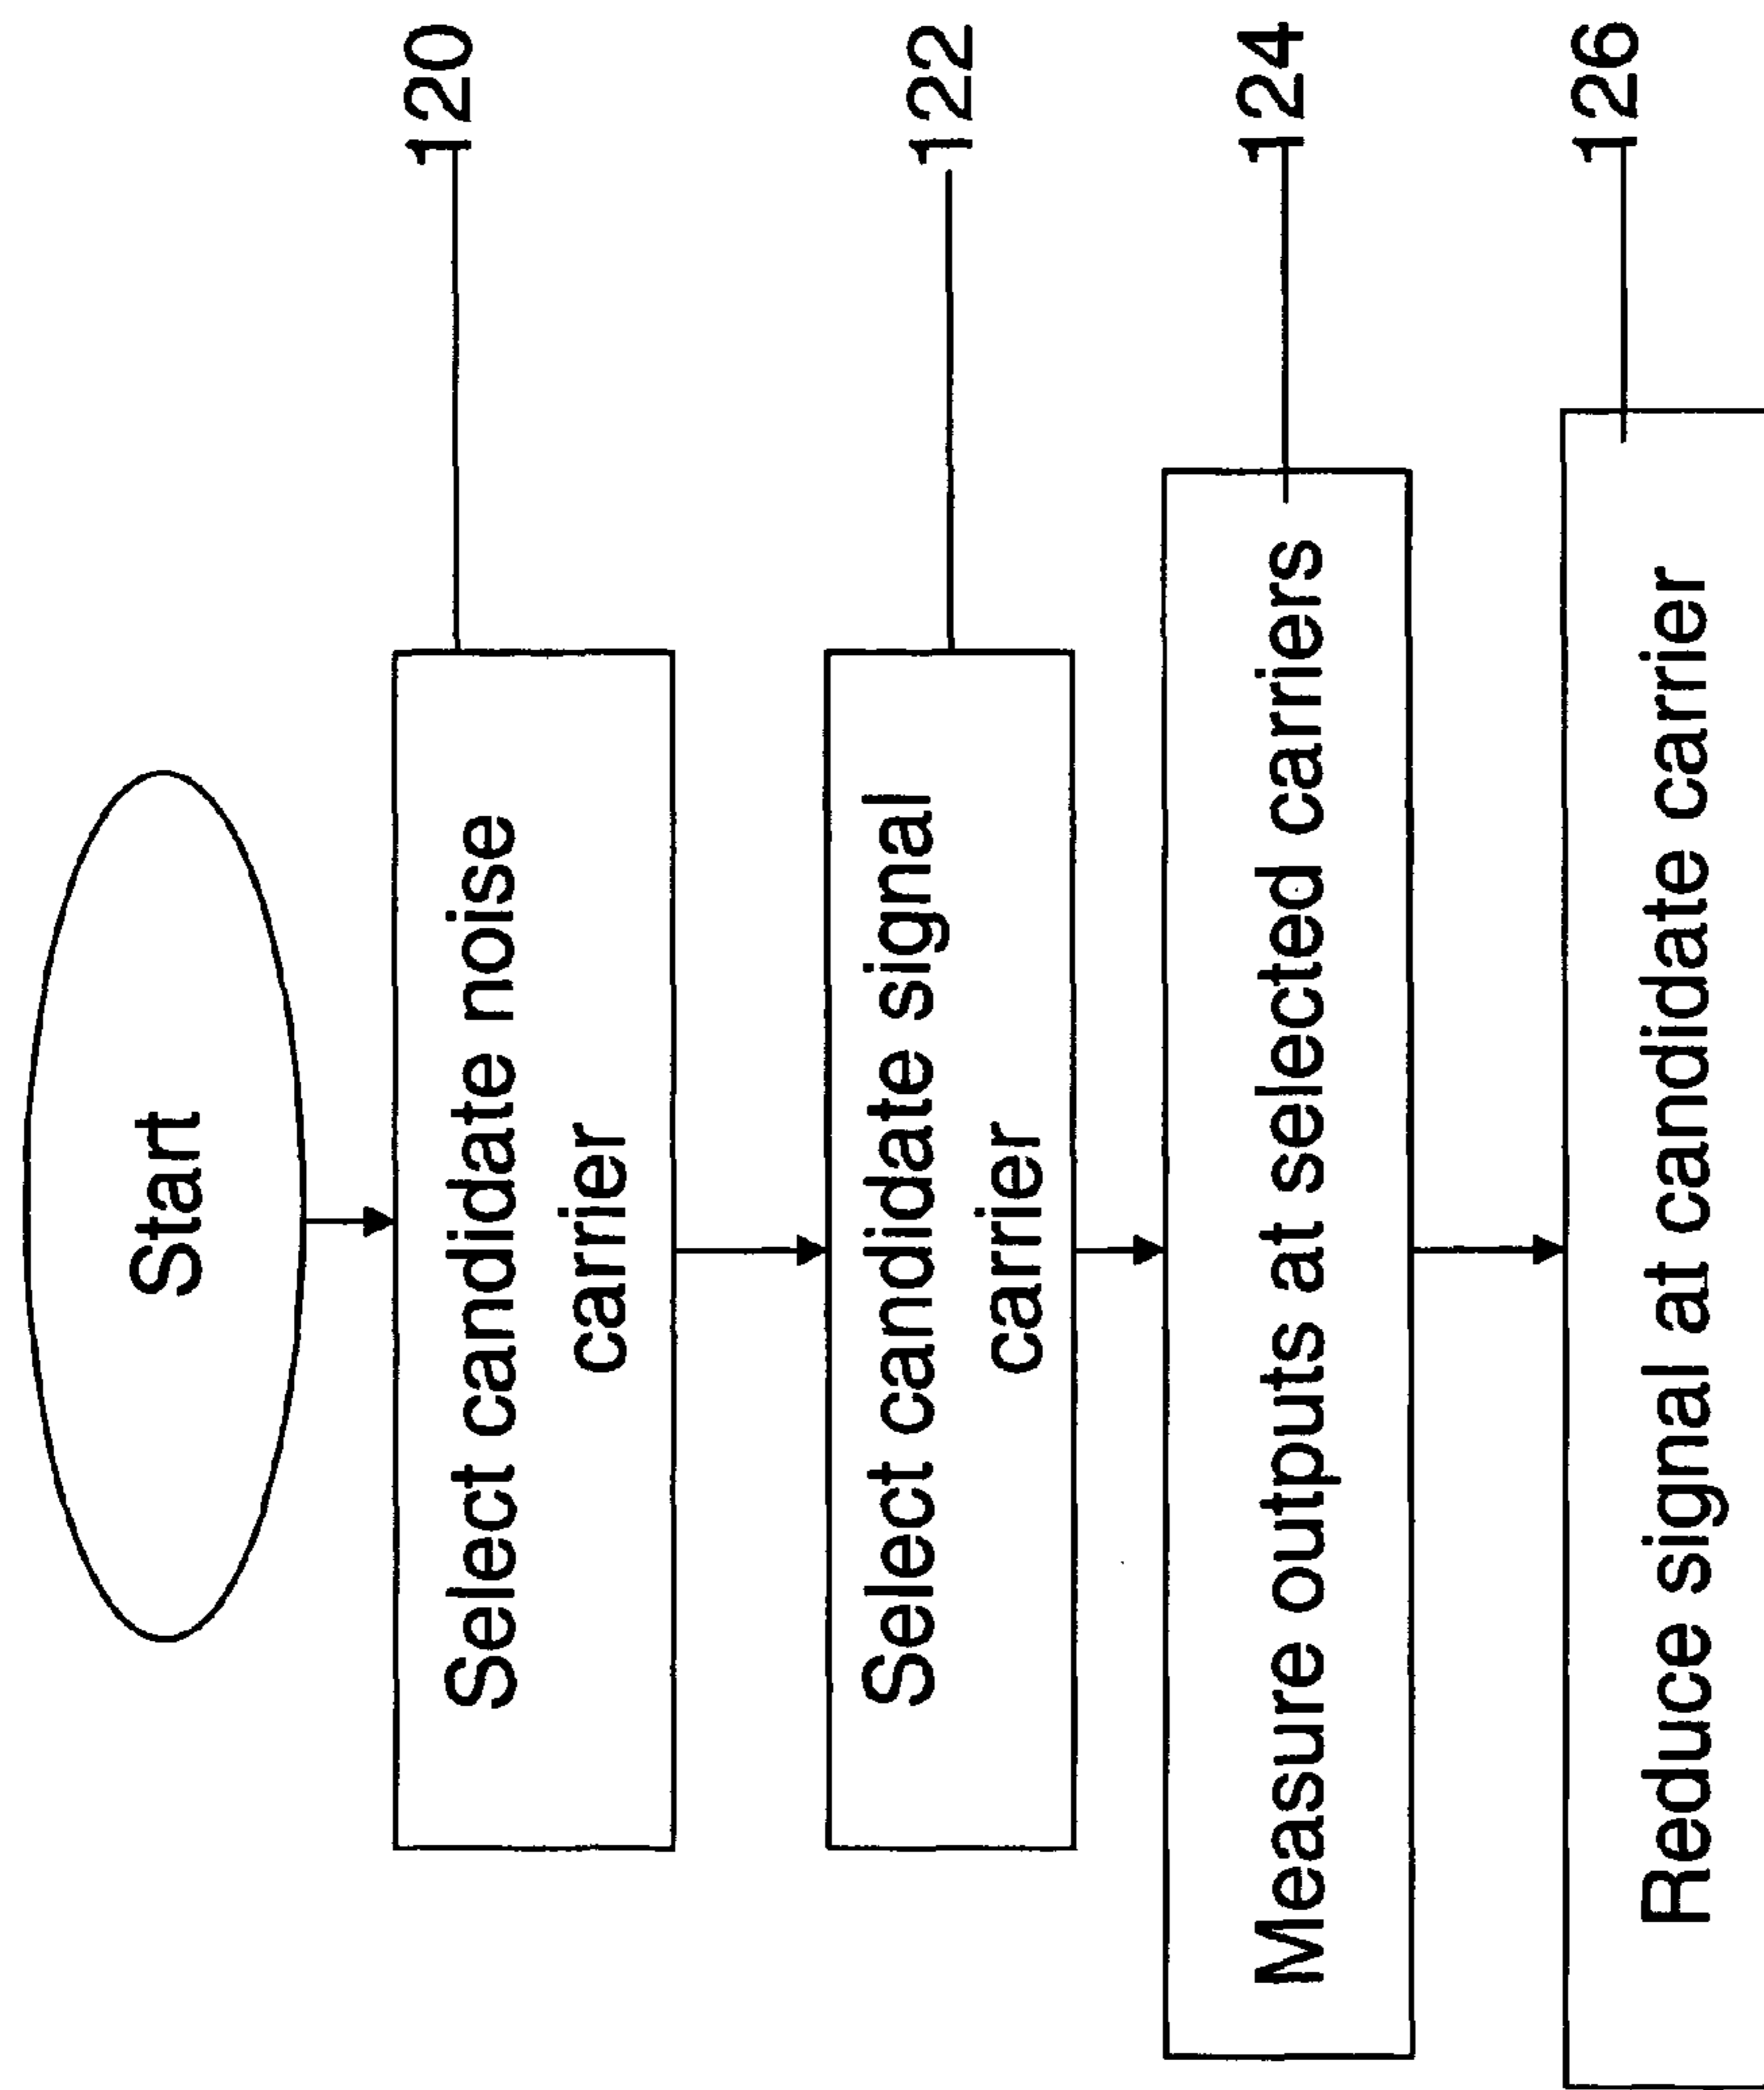 Start
Select candidate noise
carrier
120
Select candidate signal
carrier
122
Measure outputs at selected carriers
124
Reduce signal at candidate carrier
126